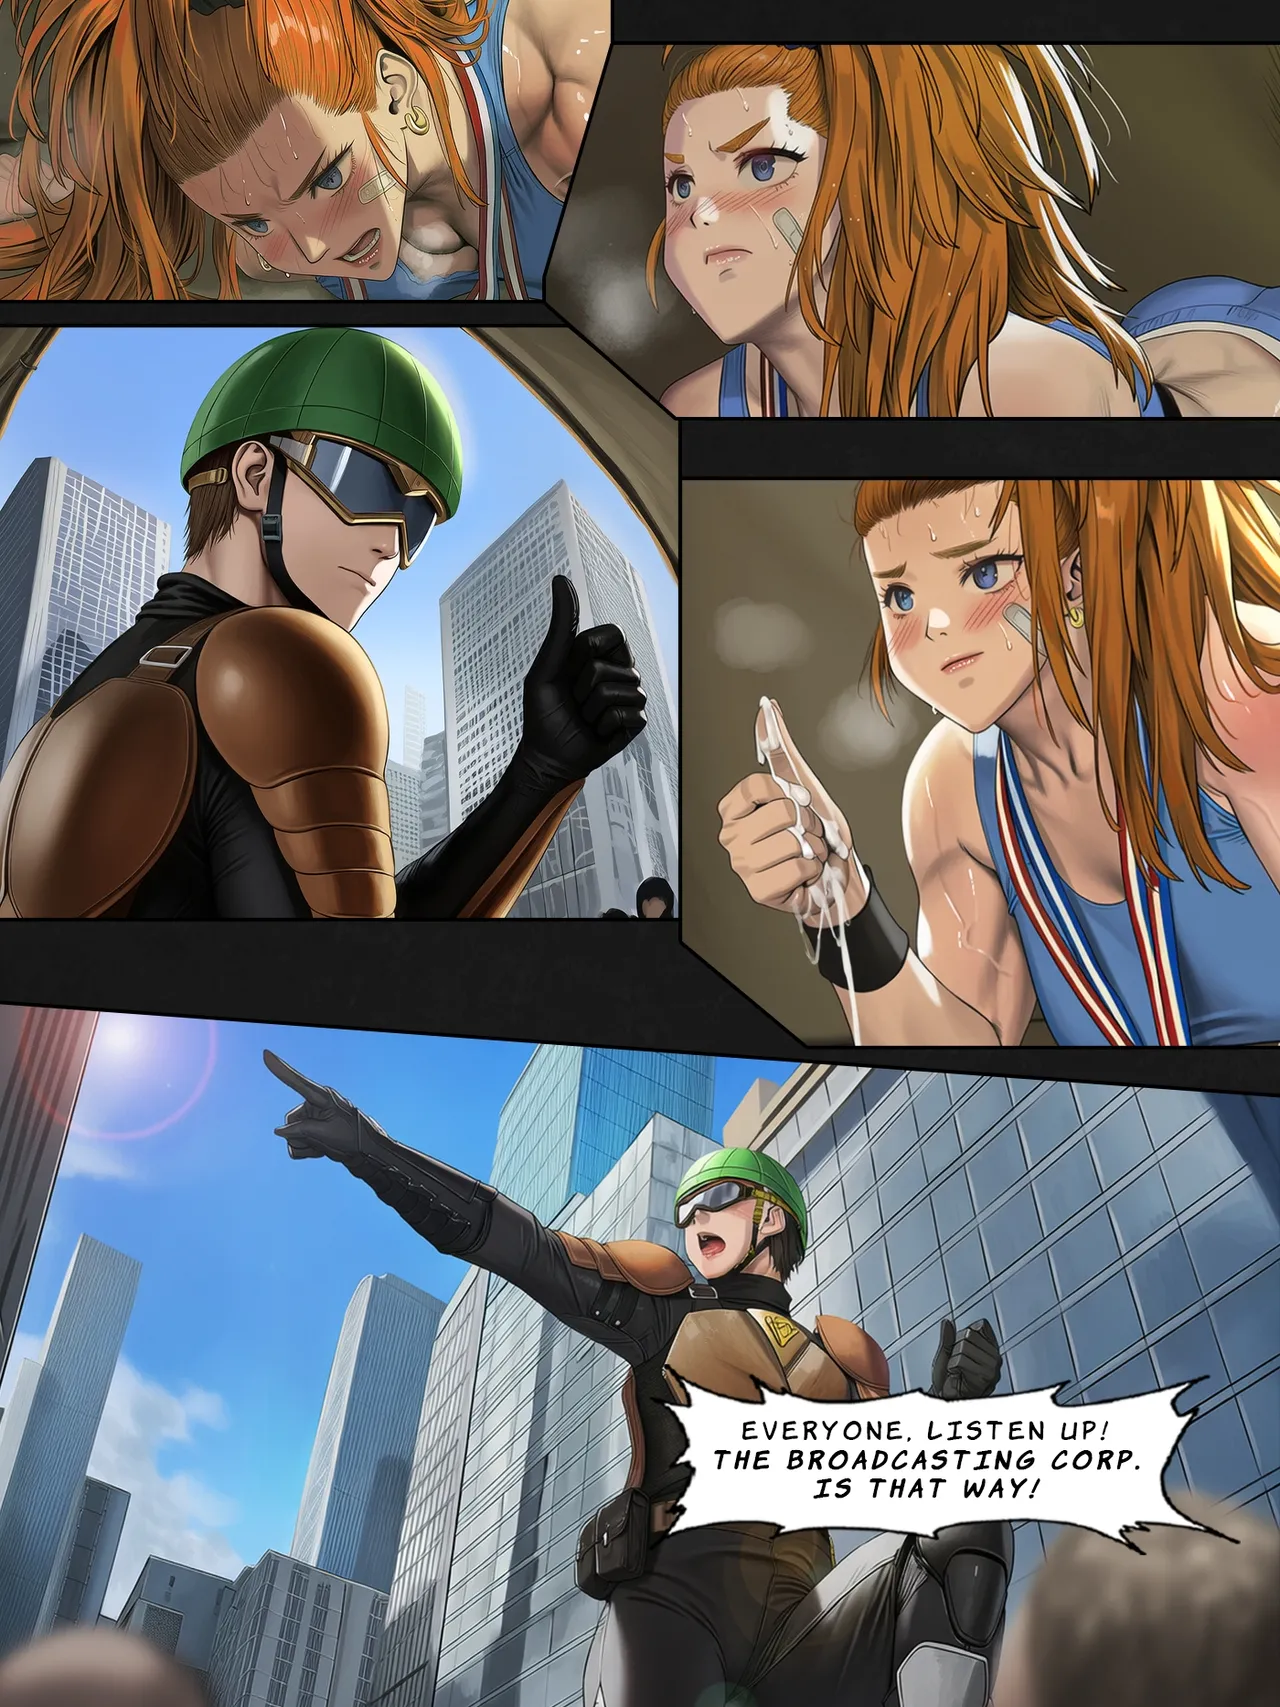 EVERYONE, LISTEN UP!
THE BROADCASTING CORP.
IS THAT WAY!